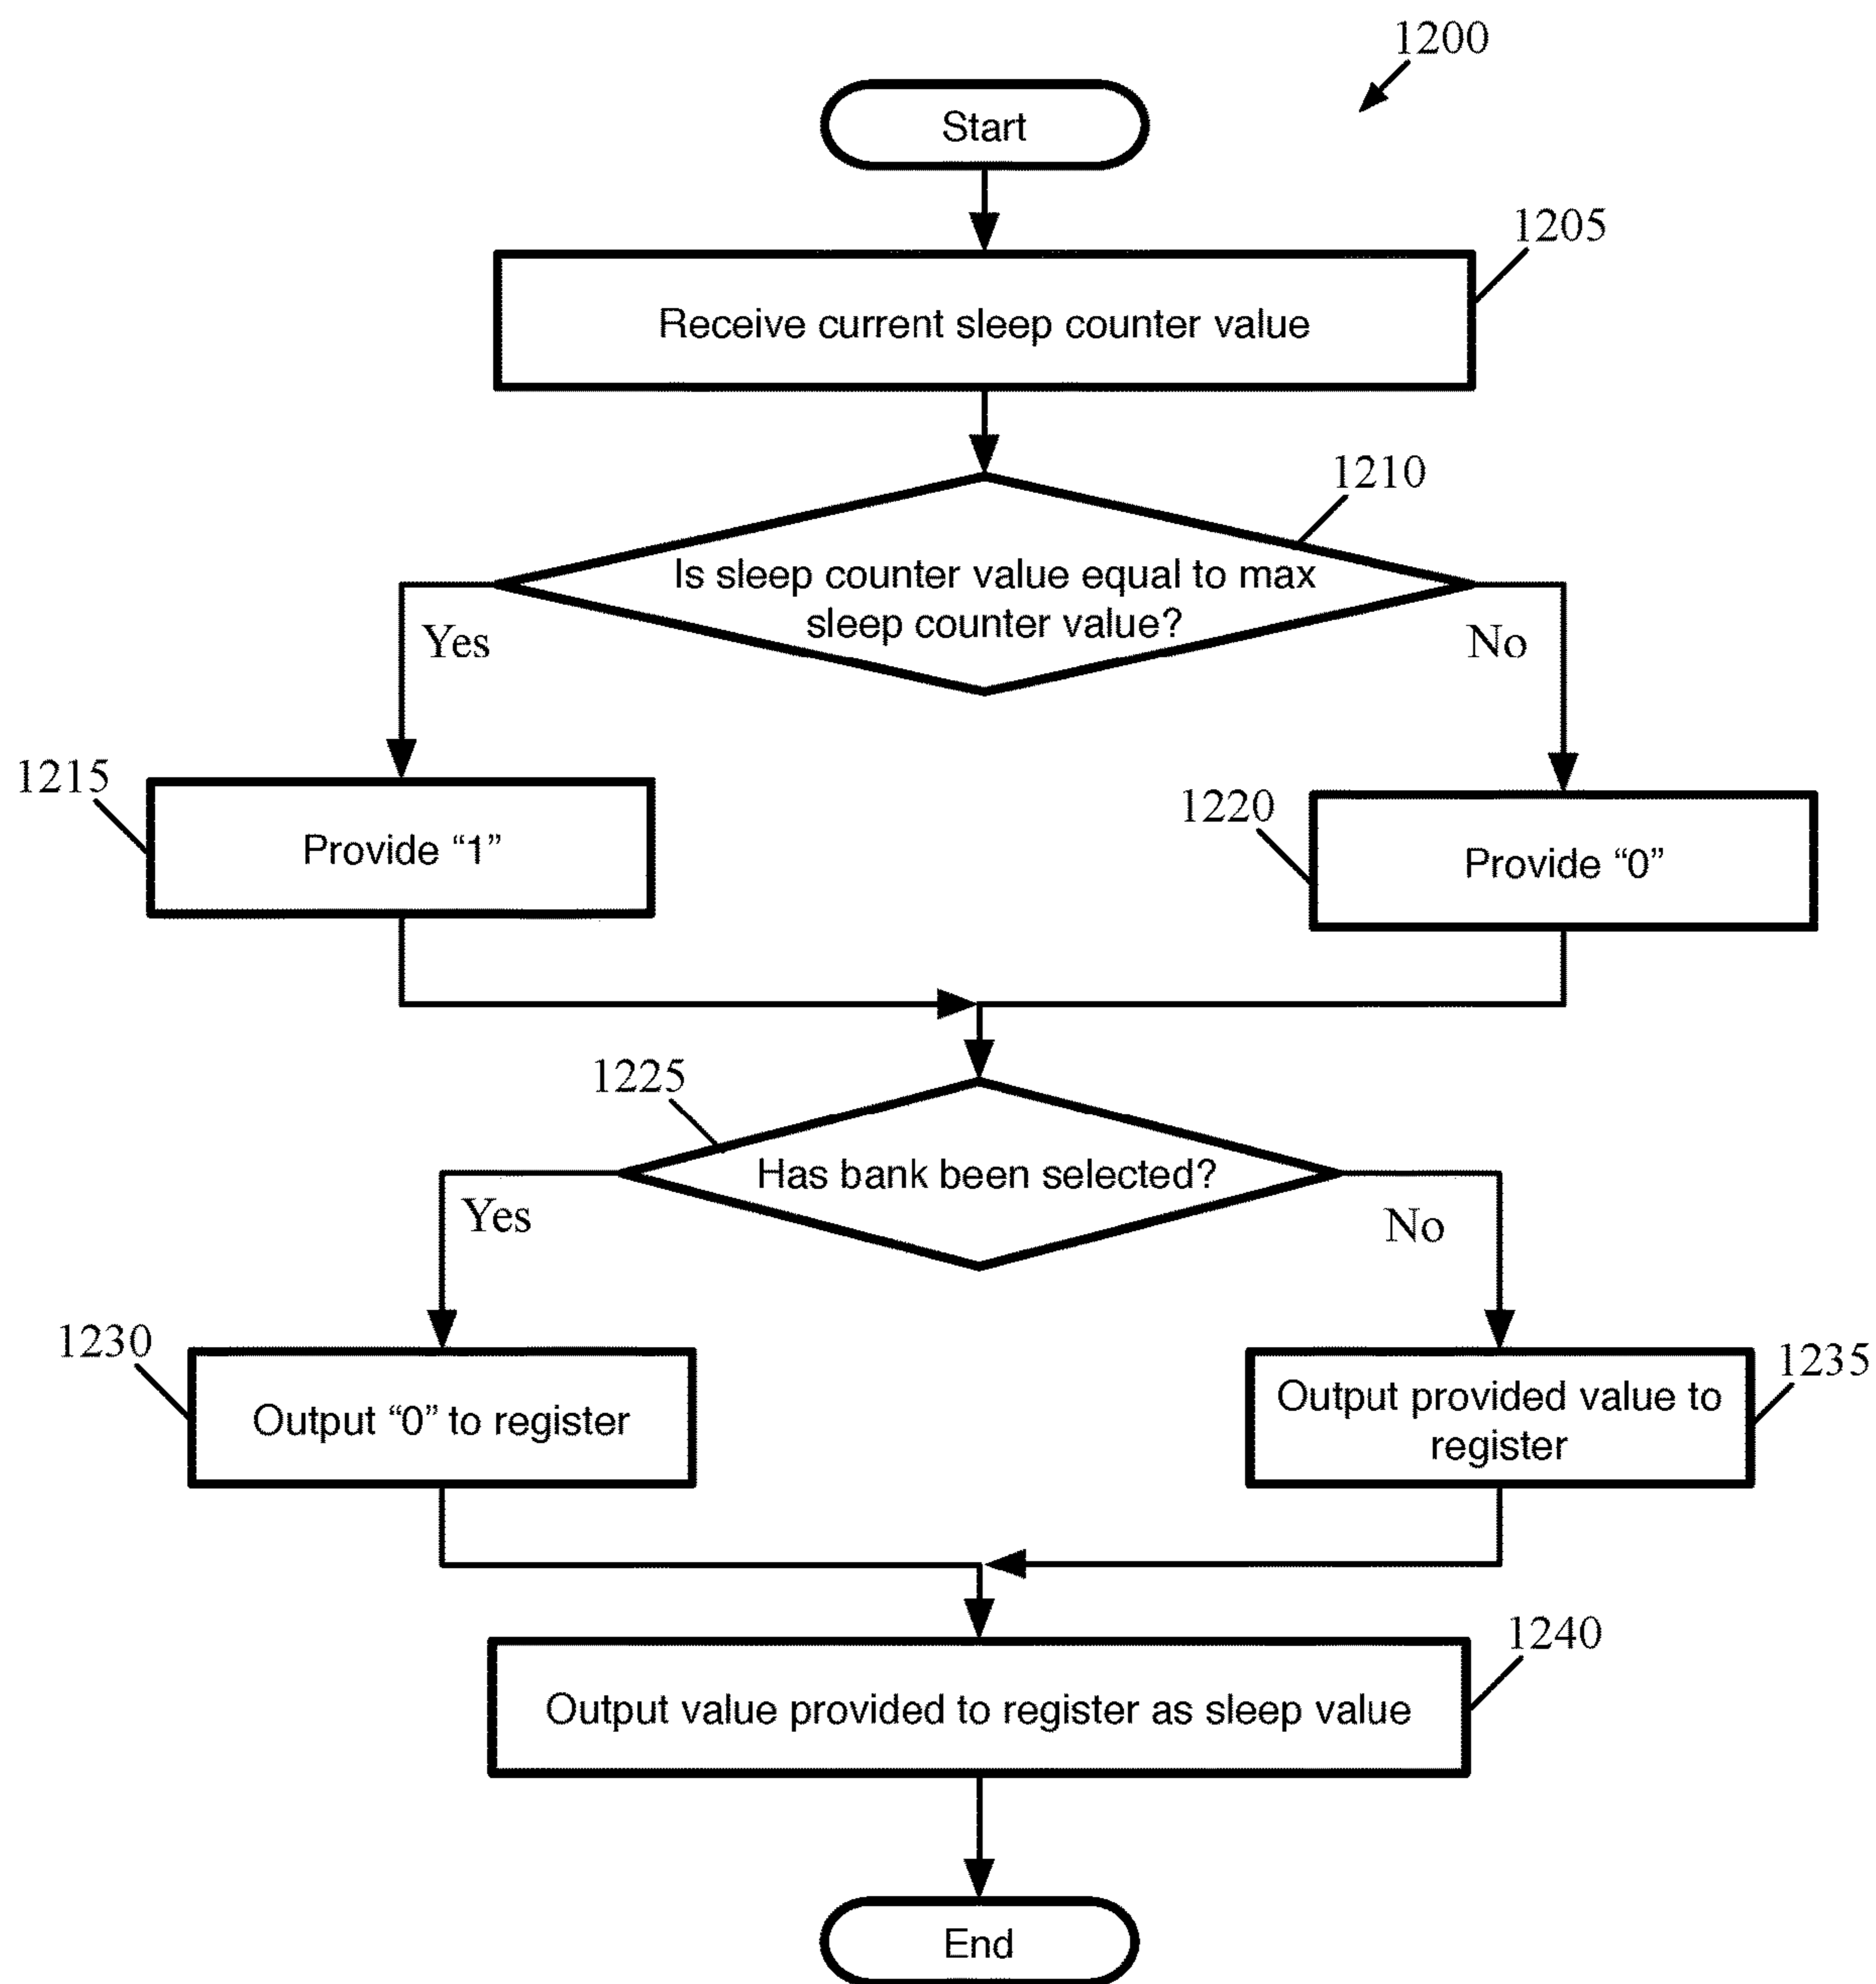 1200
Start
1205
Receive current sleep counter value
1210
Is sleep counter value equal to max
sleep counter value?
Yes
No
1215
Provide “1”
1220
Provide “0”
1225
Has bank been selected?
Yes
No
1230
Output “0” to register
1235
Output provided value to
register
1240
Output value provided to register as sleep value
End